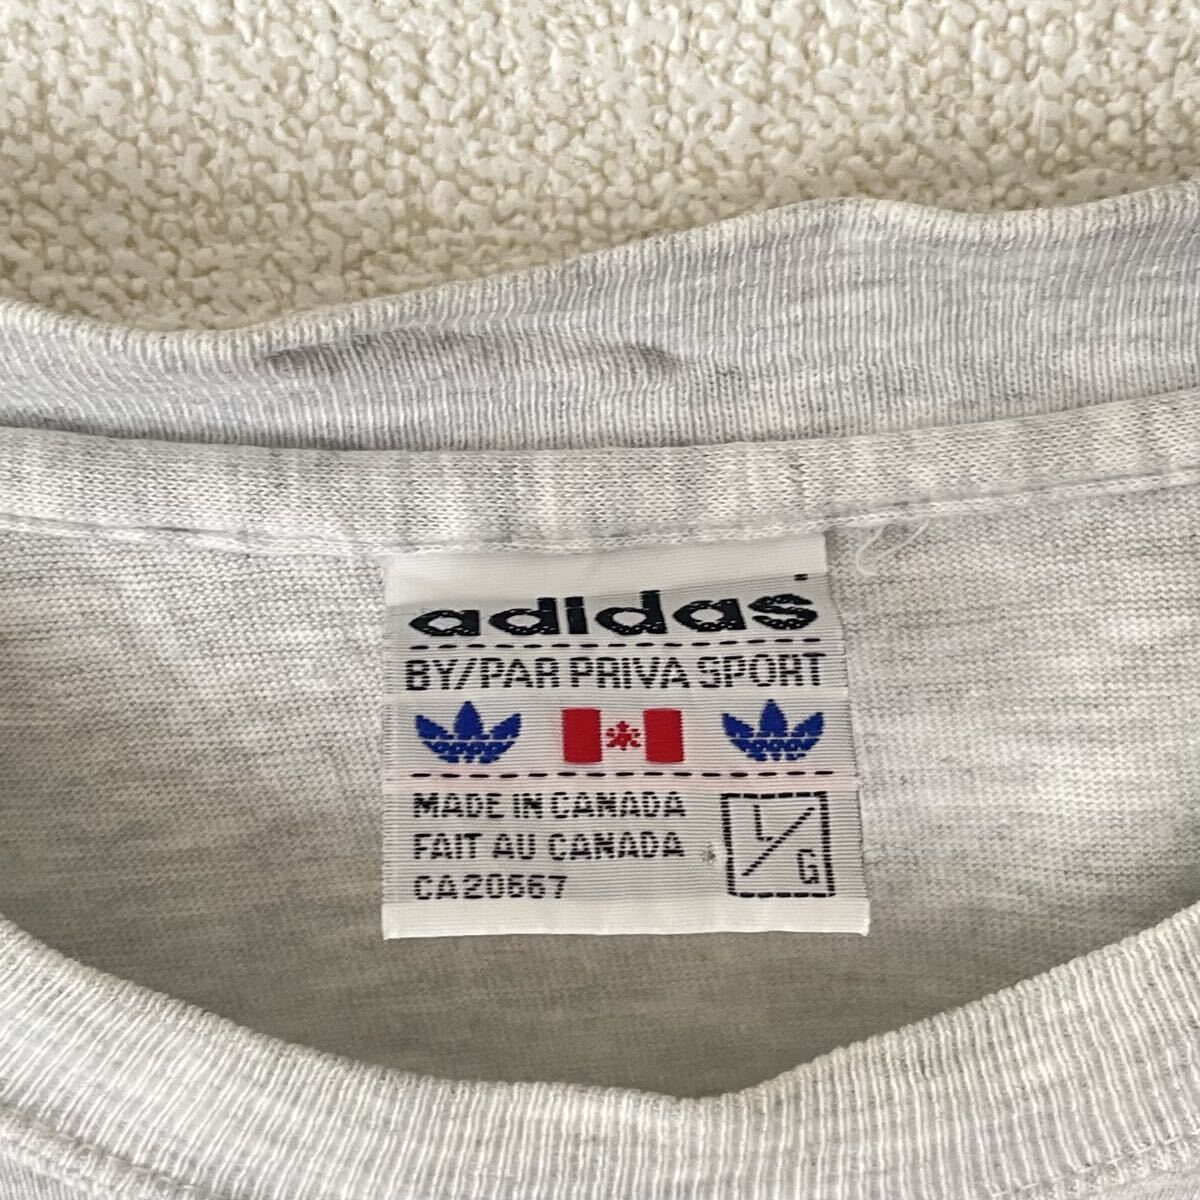 adidas
BY/PAR PRIVA SPORT
MADE IN CANADA
FAIT AU CANADA
CA20667
L/G